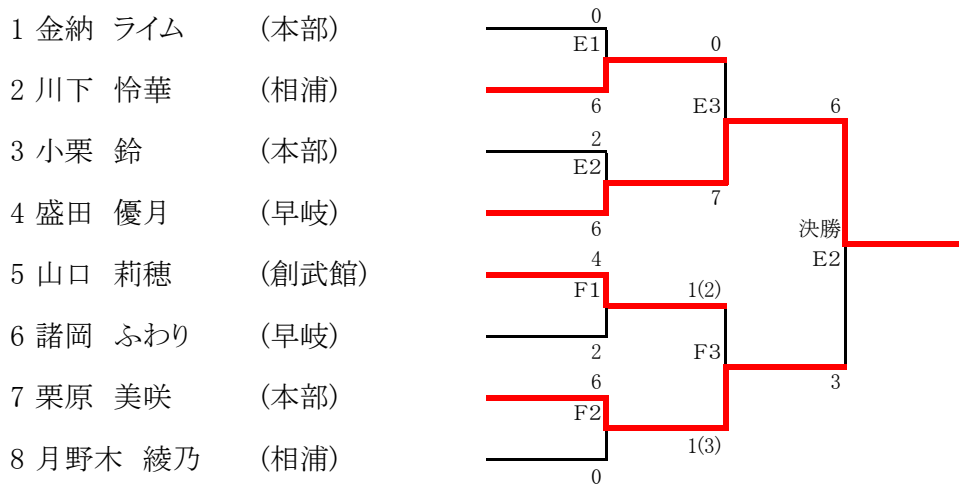 1 金納 ライム (本部)
2 川下 怜華 (相浦)
3 小栗 鈴 (本部)
4 盛田 優月 (早岐)
5 山口 莉穂 (創武館)
6 諸岡 ふわり (早岐)
7 栗原 美咲 (本部)
8 月野木 綾乃 (相浦)
0
E1
6
0
E3
6
2
E2
7
6
決勝
E2
4
F1
1(2)
2
F3
3
6
F2
1(3)
0